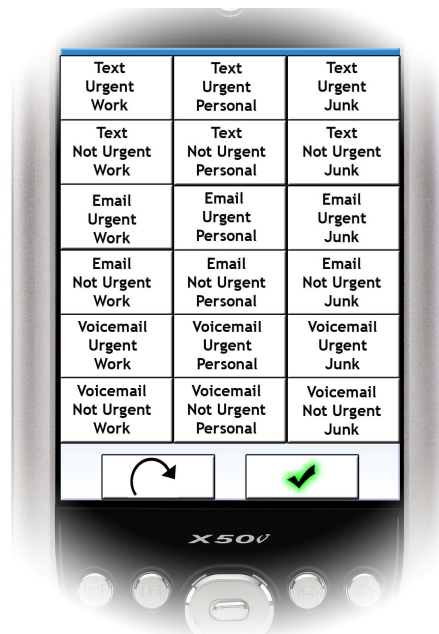 Text
Urgent
Work
Text
Urgent
Personal
Text
Urgent
Junk
Text
Not Urgent
Work
Text
Not Urgent
Personal
Text
Not Urgent
Junk
Email
Urgent
Work
Email
Urgent
Personal
Email
Urgent
Junk
Email
Not Urgent
Work
Email
Not Urgent
Personal
Email
Not Urgent
Junk
Voicemail
Urgent
Work
Voicemail
Urgent
Personal
Voicemail
Urgent
Junk
Voicemail
Not Urgent
Work
Voicemail
Not Urgent
Personal
Voicemail
Not Urgent
Junk
X50v